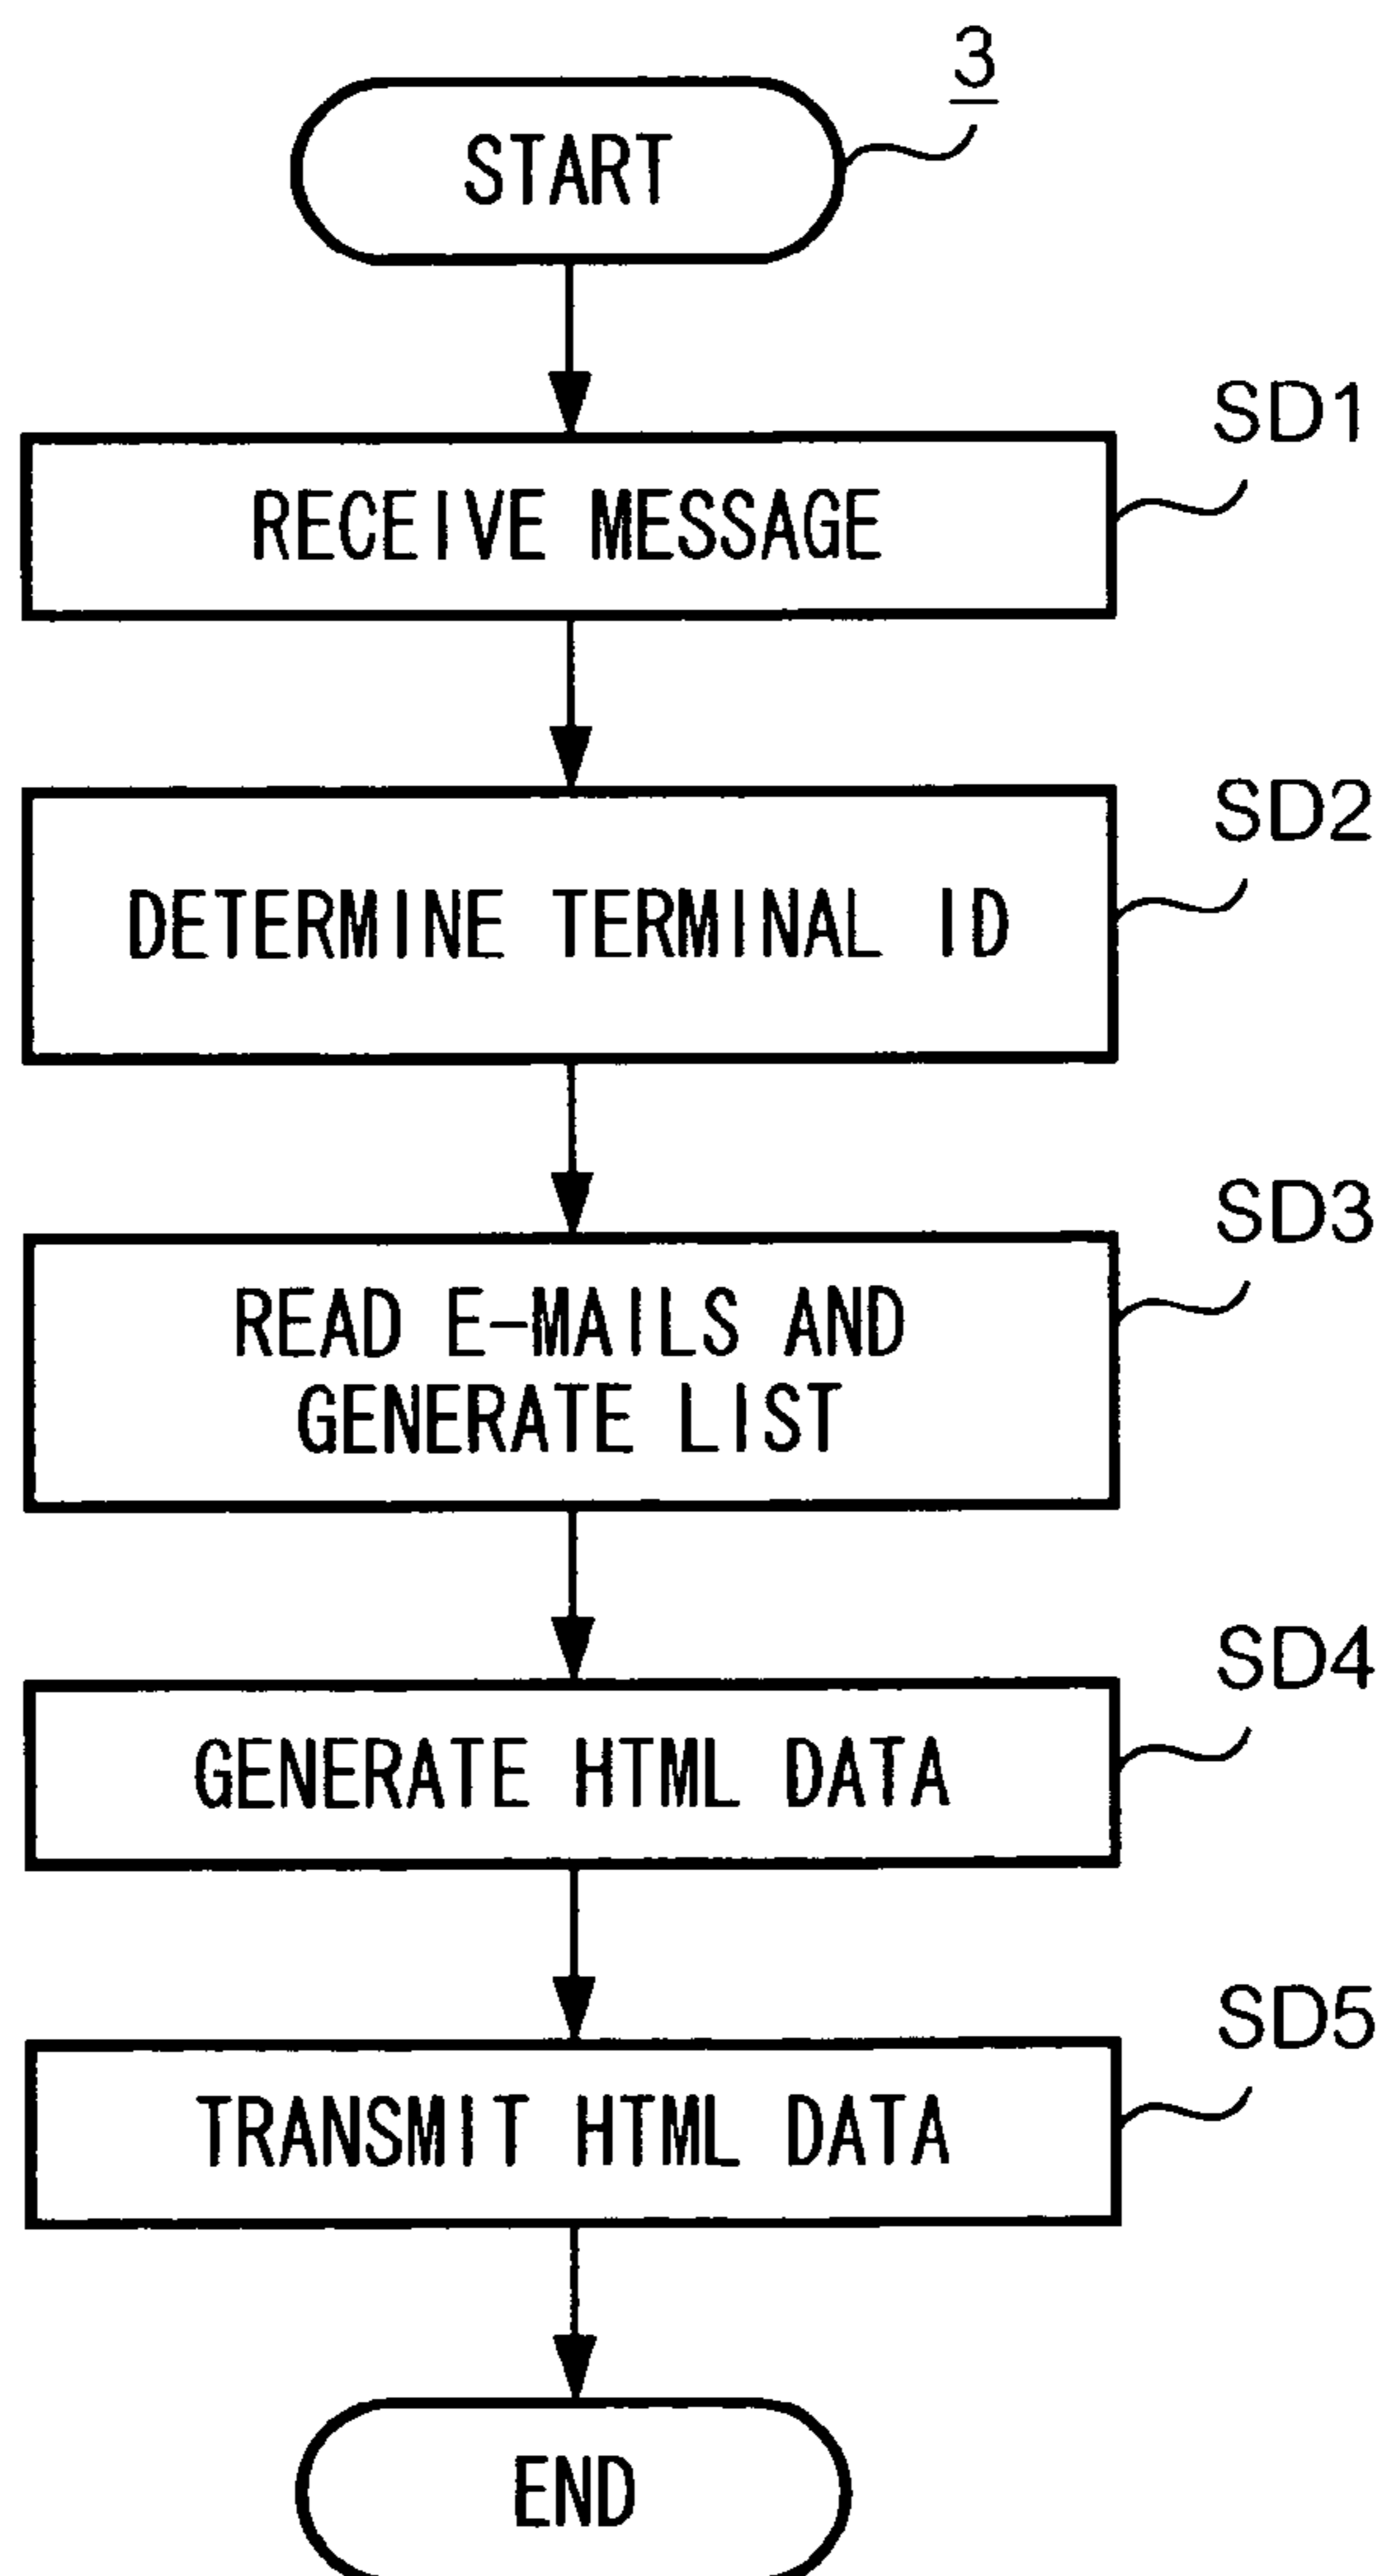 3
START
SD1
RECEIVE MESSAGE
SD2
DETERMINE TERMINAL ID
SD3
READ E-MAILS AND
GENERATE LIST
SD4
GENERATE HTML DATA
SD5
TRANSMIT HTML DATA
END